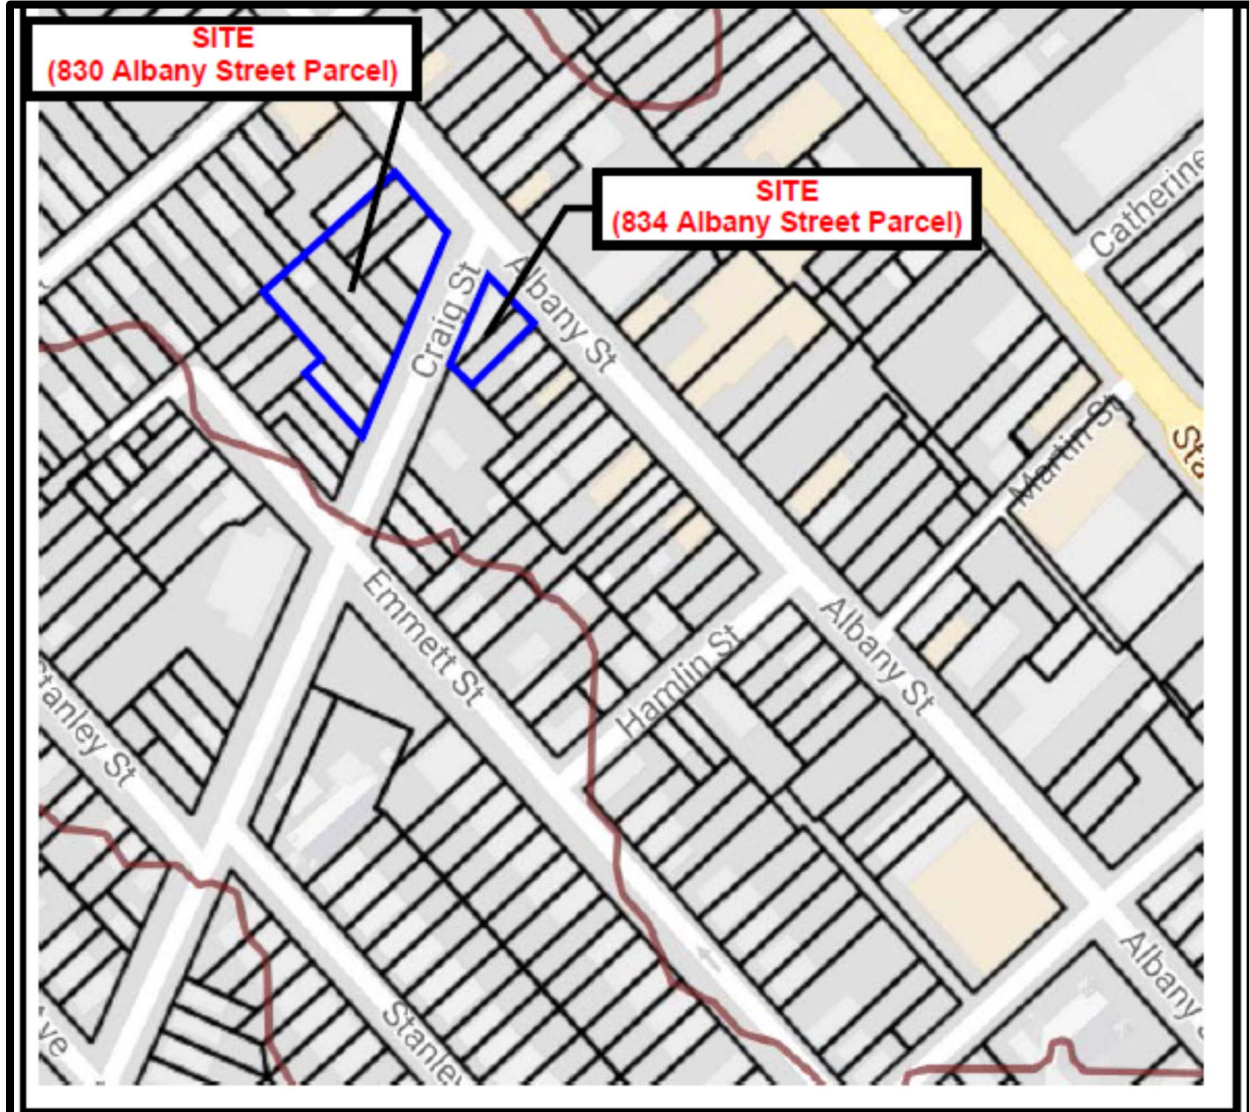 SITE
(830 Albany Street Parcel)
SITE
(834 Albany Street Parcel)
Catherine
Craig St
Albany St
Martin St
Emmett St
Albany St
Hamlin St
Stanley St
Albany
Stanley